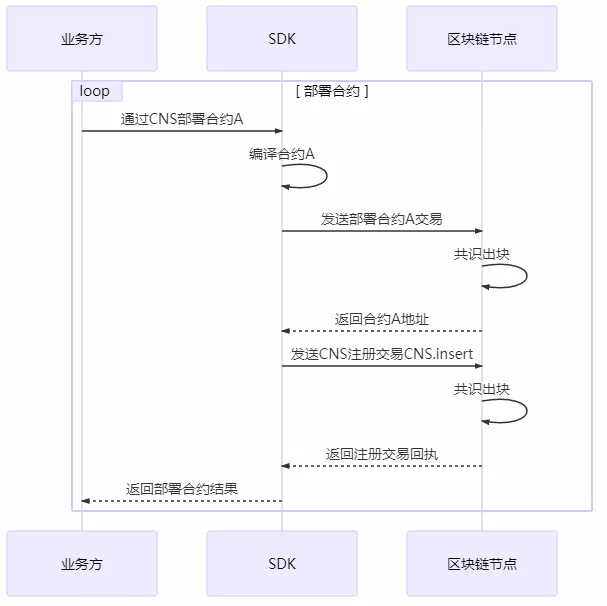 业务方
SDK
区块链节点
loop
[ 部署合约 ]
通过CNS部署合约A
编译合约A
发送部署合约A交易
共识出块
返回合约A地址
发送CNS注册交易CNS.insert
共识出块
返回注册交易回执
返回部署合约结果
业务方
SDK
区块链节点